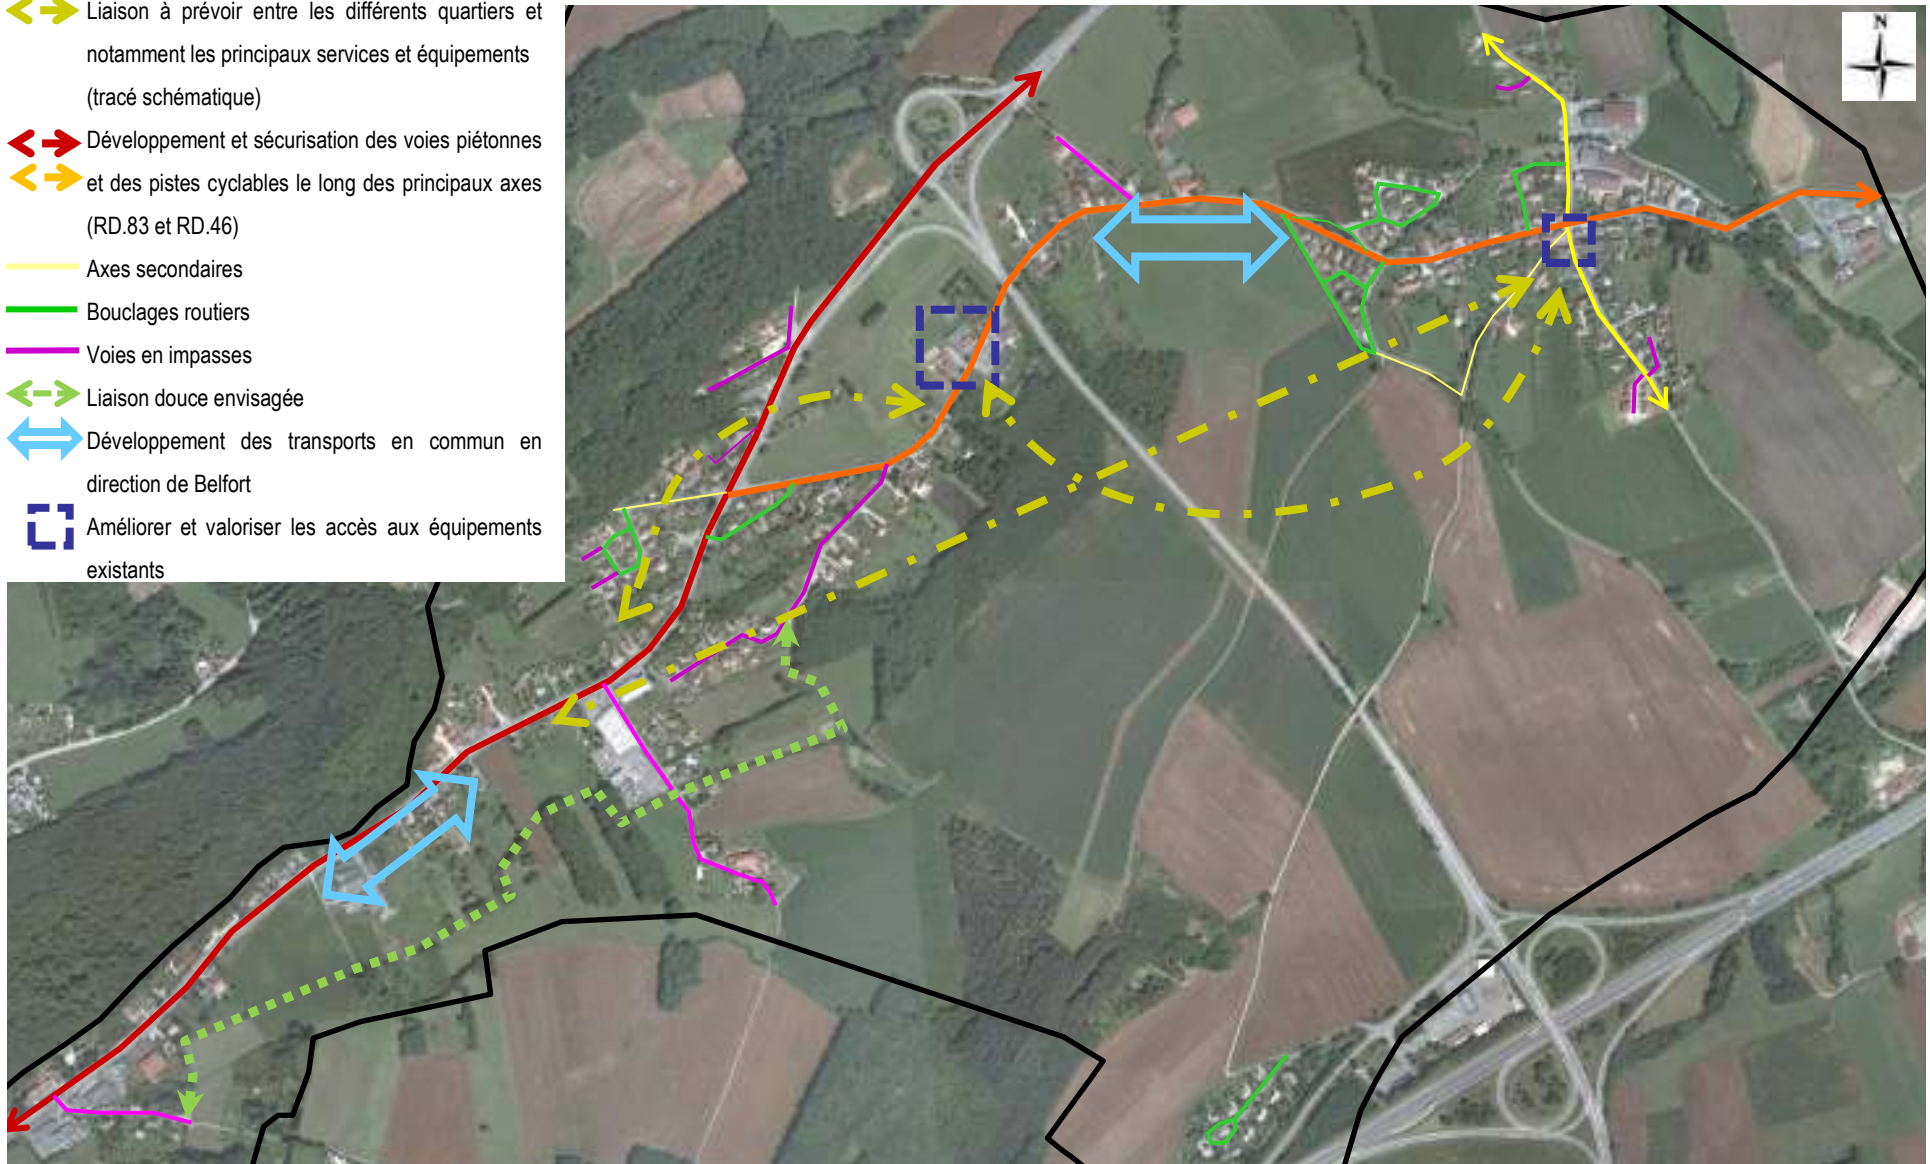 Liaison à prévoir entre les différents quartiers et
notamment les principaux services et équipements
(tracé schématique)
Développement et sécurisation des voies piétonnes
et des pistes cyclables le long des principaux axes
(RD.83 et RD.46)
Axes secondaires
Bouclages routiers
Voies en impasses
Liaison douce envisagée
Développement des transports en commun en
direction de Belfort
Améliorer et valoriser les accès aux équipements
existants
N